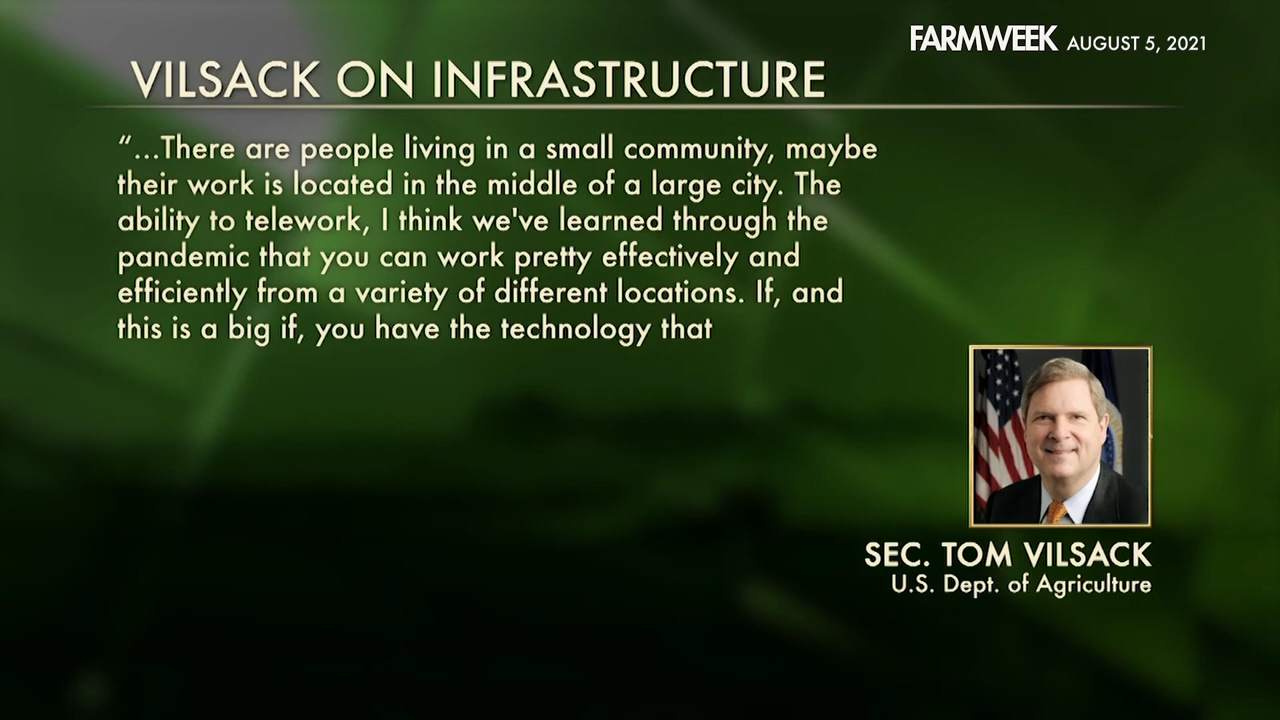 FARMWEEK AUGUST 5, 2021
VILSACK ON INFRASTRUCTURE
“...There are people living in a small community, maybe
their work is located in the middle of a large city. The
ability to telework, I think we've learned through the
pandemic that you can work pretty effectively and
efficiently from a variety of different locations. If, and
this is a big if, you have the technology that
SEC. TOM VILSACK
U.S. Dept. of Agriculture